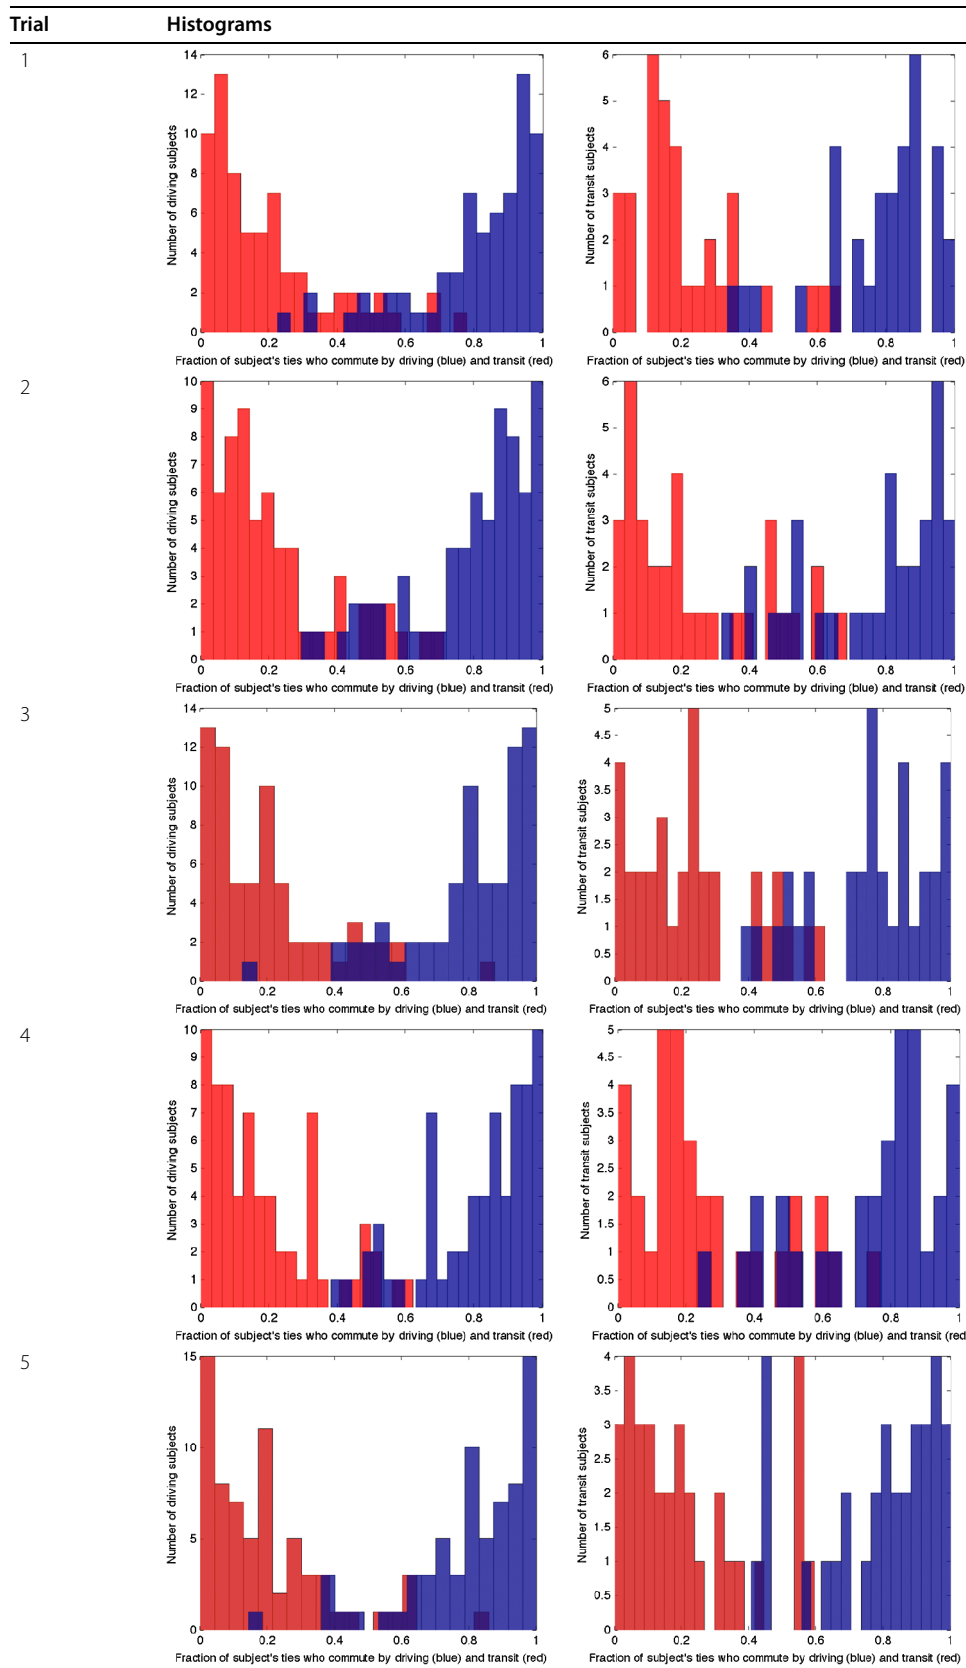 Trial Histograms
1
14
12
10
8
6
4
2
0
0 0.2 0.4 0.6 0.8 1
Number of driving subjects
Fraction of subject's ties who commute by driving (blue) and transit (red)
6
5
4
3
2
1
0
0 0.2 0.4 0.6 0.8 1
Number of transit subjects
Fraction of subject's ties who commute by driving (blue) and transit (red)
2
10
9
8
7
6
5
4
3
2
1
0
0 0.2 0.4 0.6 0.8 1
Number of driving subjects
Fraction of subject's ties who commute by driving (blue) and transit (red)
6
5
4
3
2
1
0
0 0.2 0.4 0.6 0.8 1
Number of transit subjects
Fraction of subject's ties who commute by driving (blue) and transit (red)
3
14
12
10
8
6
4
2
0
0 0.2 0.4 0.6 0.8 1
Number of driving subjects
Fraction of subject's ties who commute by driving (blue) and transit (red)
5
4.5
4
3.5
3
2.5
2
1.5
1
0.5
0
0 0.2 0.4 0.6 0.8 1
Number of transit subjects
Fraction of subject's ties who commute by driving (blue) and transit (red)
4
10
9
8
7
6
5
4
3
2
1
0
0 0.2 0.4 0.6 0.8 1
Number of driving subjects
Fraction of subject's ties who commute by driving (blue) and transit (red)
5
4.5
4
3.5
3
2.5
2
1.5
1
0.5
0
0 0.2 0.4 0.6 0.8 1
Number of transit subjects
Fraction of subject's ties who commute by driving (blue) and transit (red)
5
15
10
5
0
0 0.2 0.4 0.6 0.8 1
Number of driving subjects
Fraction of subject's ties who commute by driving (blue) and transit (red)
4
3.5
3
2.5
2
1.5
1
0.5
0
0 0.2 0.4 0.6 0.8 1
Number of transit subjects
Fraction of subject's ties who commute by driving (blue) and transit (red)